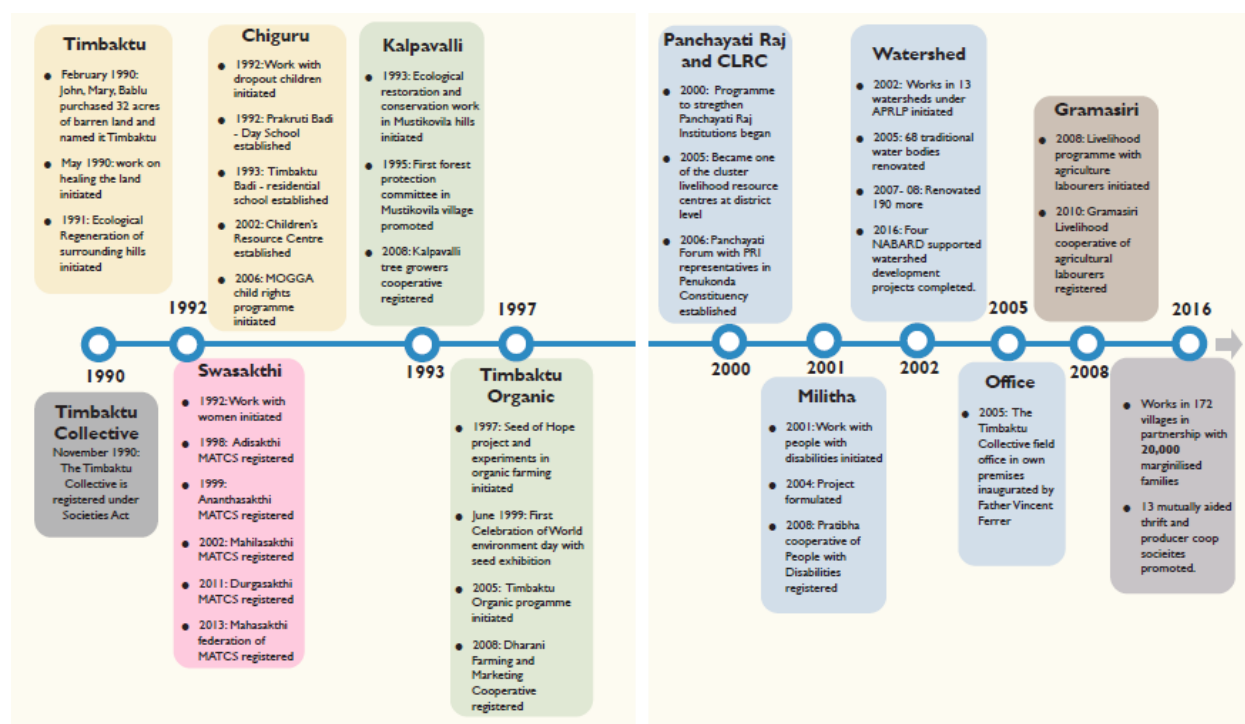 Timbaktu
February 1990:
John, Mary, Bablu
purchased 32 acres
of barren land and
named it Timbaktu
May 1990: work on
healing the land
initiated
1991: Ecological
Regeneration of
surrounding hills
initiated
Chiguru
1992: Work with
dropout children
initiated
1992: Prakruti Badi
- Day School
established
1993: Timbaktu
Badi - residential
school established
2002: Children's
Resource Centre
established
2006: MOGGA
child rights
programme
initiated
Kalpavalli
1993: Ecological
restoration and
conservation work
in Mustikovila hills
initiated
1995: First forest
protection
committee in
Mustikovila village
promoted
2008: Kalpavalli
tree growers
cooperative
registered
1990
1992
1993
1997
Timbaktu
Collective
November 1990:
The Timbaktu
Collective is
registered under
Societies Act
Swasakthi
1992: Work with
women initiated
1998: Adisakthi
MATCS registered
1999:
Ananthasakthi
MATCS registered
2002: Mahilasakthi
MATCS registered
2011: Durgasakthi
MATCS registered
2013: Mahasakthi
federation of
MATCS registered
Timbaktu
Organic
1997: Seed of Hope
project and
experiments in
organic farming
initiated
June 1999: First
Celebration of World
environment day with
seed exhibition
2005: Timbaktu
Organic progamme
initiated
2008: Dharani
Farming and
Marketing
Cooperative
registered
Panchayati Raj
and CLRC
2000: Programme
to stregthen
Panchayati Raj
Institutions began
2005: Became one
of the cluster
livelihood resource
centres at district
level
2006: Panchayati
Forum with PRI
representatives in
Penukonda
Constituency
established
Watershed
2002: Works in 13
watersheds under
APRLP initiated
2005: 68 traditional
water bodies
renovated
2007- 08: Renovated
190 more
2016: Four
NABARD supported
watershed
development
projects completed.
Gramasiri
2008: Livelihood
programme with
agriculture
labourers initiated
2010: Gramasiri
Livelihood
cooperative of
agricultural
labourers
registered
2000
2001
2002
2005
2008
2016
Militha
2001: Work with
people with
disabilities initiated
2004: Project
formulated
2008: Pratibha
cooperative of
People with
Disabilities
registered
Office
2005: The
Timbaktu
Collective field
office in own
premises
inaugurated by
Father Vincent
Ferrer
Works in 172
villages in
partnership with
20,000
marginilised
families
13 mutually aided
thrift and
producer coop
socieites
promoted.